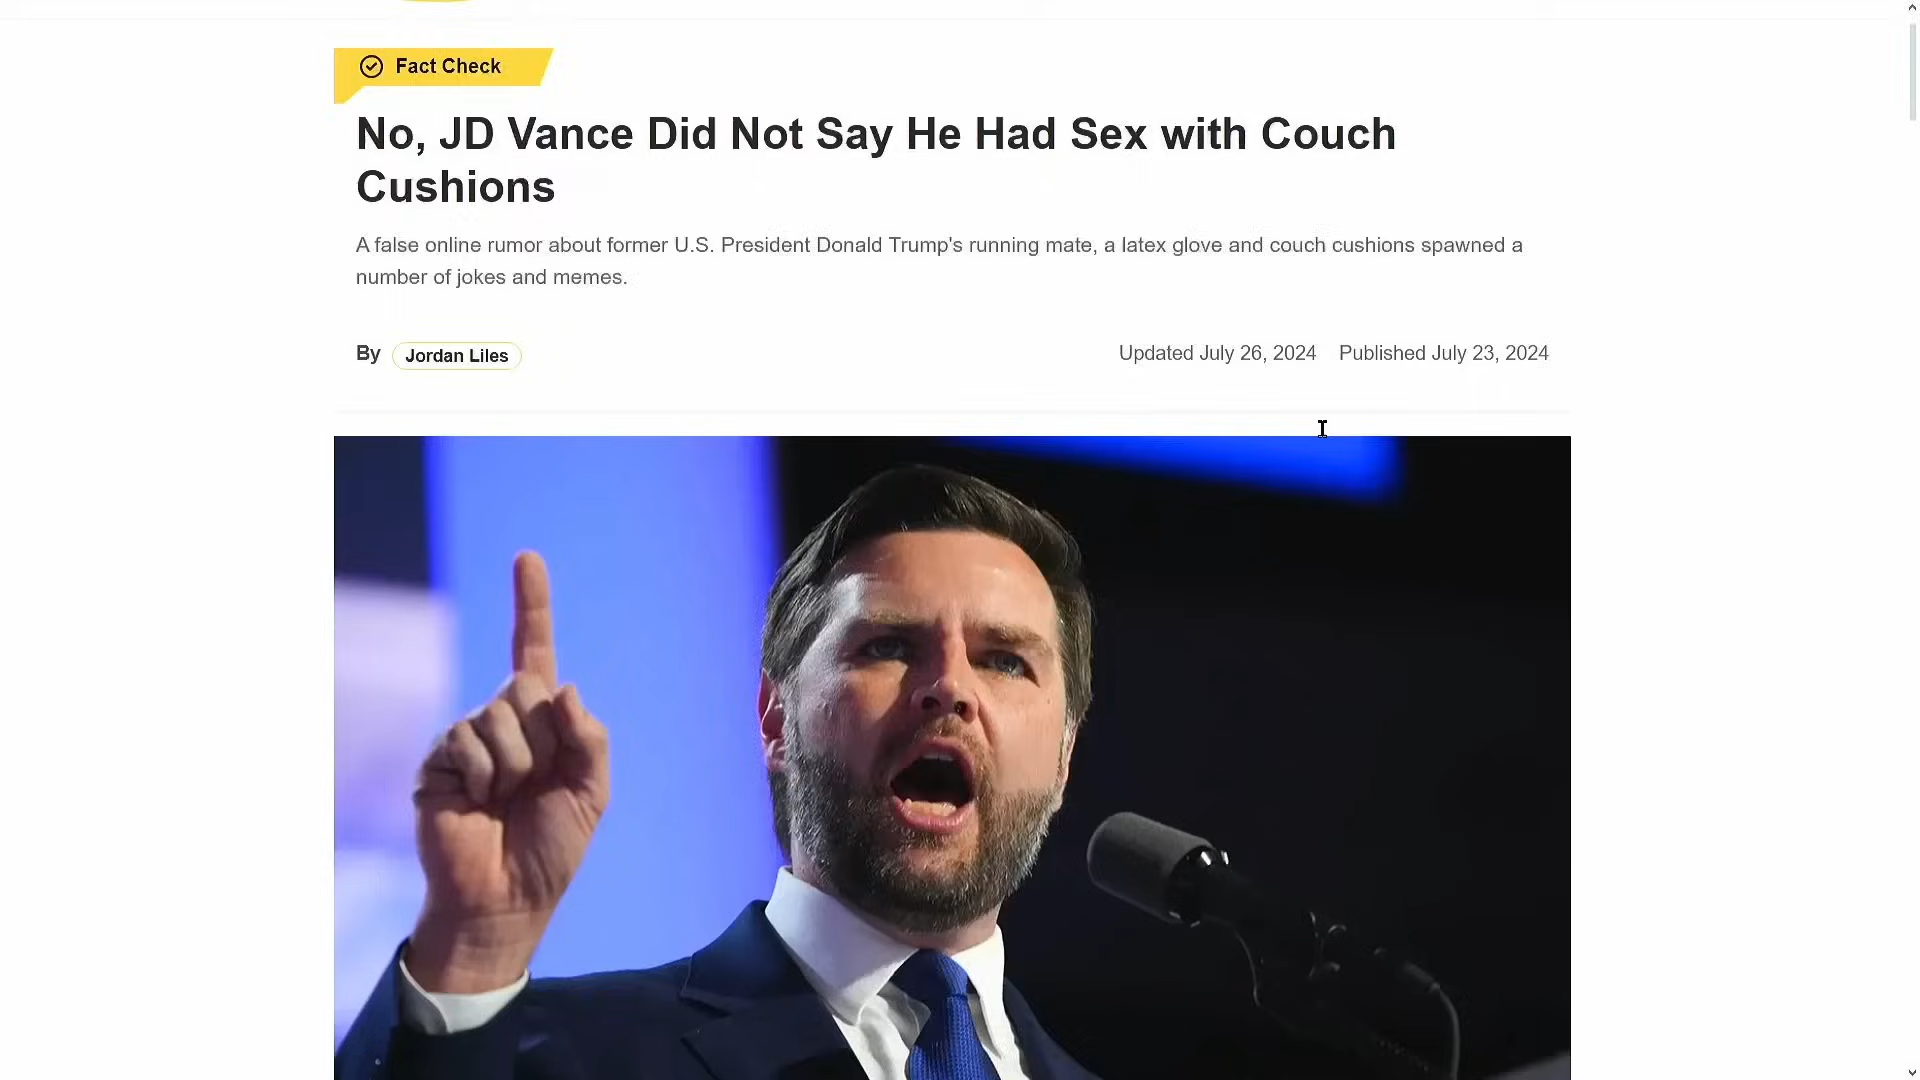 Fact Check
No, JD Vance Did Not Say He Had Sex with Couch
Cushions
A false online rumor about former U.S. President Donald Trump's running mate, a latex glove and couch cushions spawned a
number of jokes and memes.
By Jordan Liles
Updated July 26, 2024 Published July 23, 2024